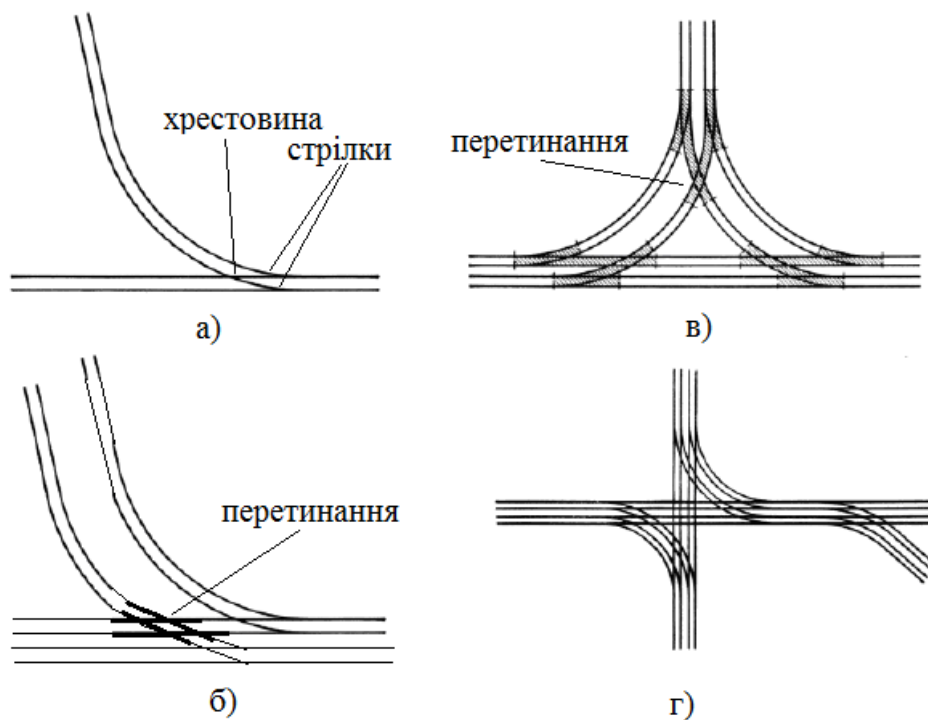 хрестовина
стрілки
перетинання
а)
в)
перетинання
б)
г)